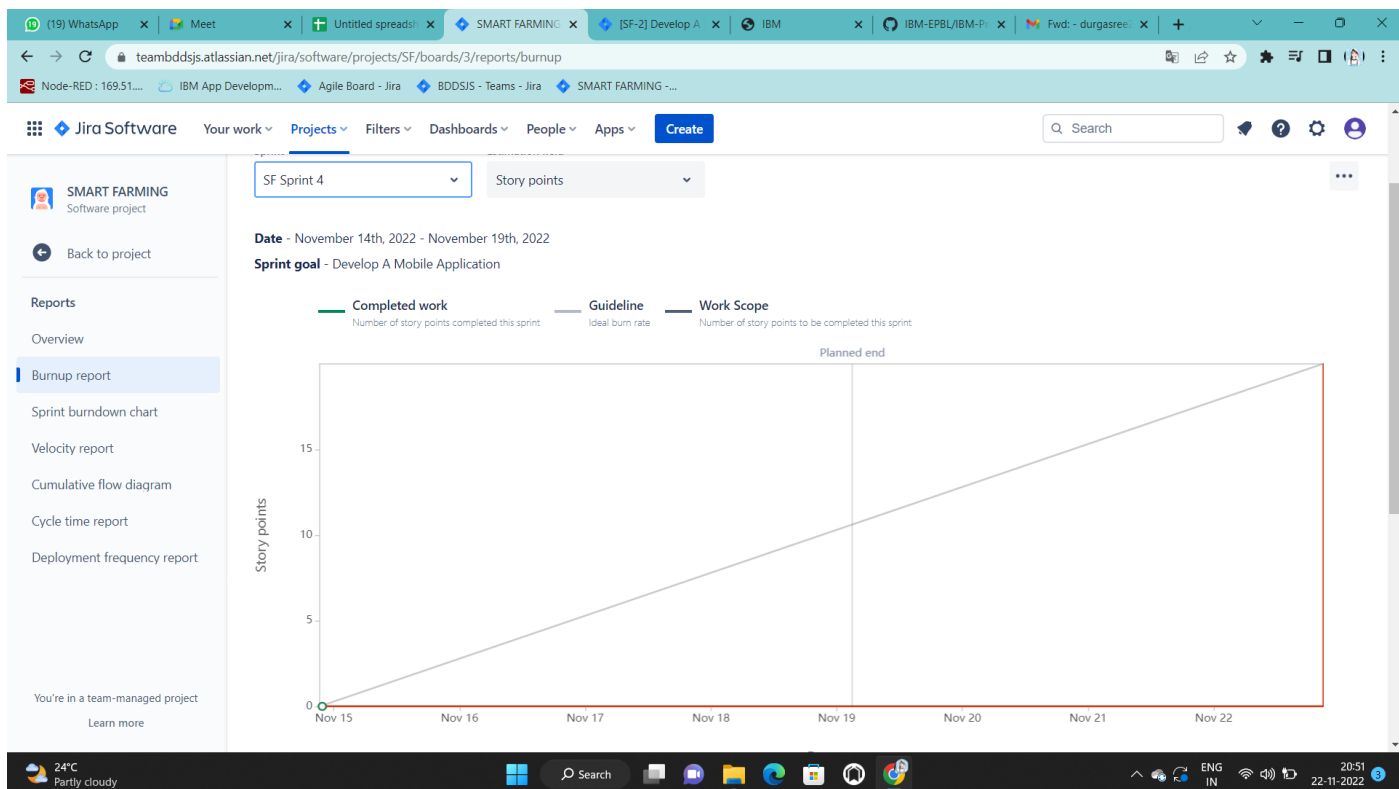 (19) WhatsApp
Meet
Untitled spreadsh
SMART FARMING
[SF-2] Develop A
IBM
IBM-EPBL/IBM-Pr
Fwd: - durgasree2
teambddsjs.atlassian.net/jira/software/projects/SF/boards/3/reports/burnup
Node-RED : 169.51....
IBM App Developm...
Agile Board - Jira
BDDSJS - Teams - Jira
SMART FARMING -...
Jira Software
Your work
Projects
Filters
Dashboards
People
Apps
Create
Search
SMART FARMING
Software project
Back to project
Reports
Overview
Burnup report
Sprint burndown chart
Velocity report
Cumulative flow diagram
Cycle time report
Deployment frequency report
You're in a team-managed project
Learn more
SF Sprint 4
Story points
Date - November 14th, 2022 - November 19th, 2022
Sprint goal - Develop A Mobile Application
Completed work
Number of story points completed this sprint
Guideline
Ideal burn rate
Work Scope
Number of story points to be completed this sprint
Planned end
Story points
15
10
5
0
Nov 15
Nov 16
Nov 17
Nov 18
Nov 19
Nov 20
Nov 21
Nov 22
24°C
Partly cloudy
Search
ENG
IN
20:51
22-11-2022
3